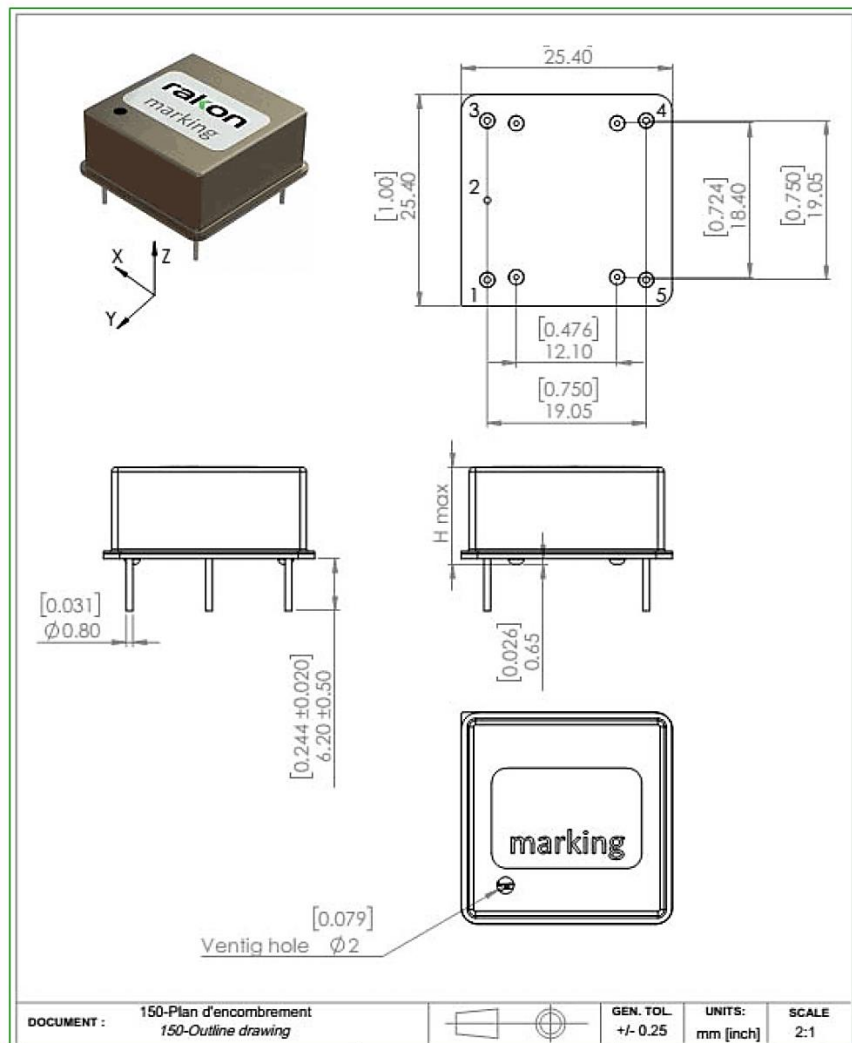 rakon
marking
X
Z
Y
25.40
3
4
2
1
5
[1.00]
25.40
[0.724]
18.40
[0.750]
19.05
[0.476]
12.10
[0.750]
19.05
H max
[0.031]
Ø0.80
[0.244 ±0.020]
6.20 ±0.50
[0.026]
0.65
marking
[0.079]
Ventig hole Ø2
DOCUMENT :
150-Plan d'encombrement
150-Outline drawing
GEN. TOL.
+/- 0.25
UNITS:
mm [inch]
SCALE
2:1